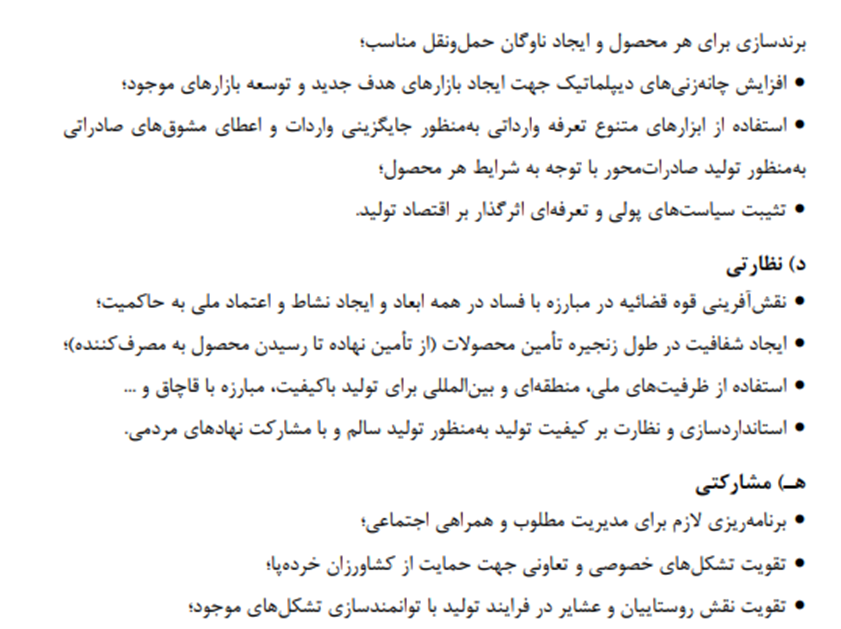 برندسازی برای هر محصول و ایجاد ناوگان حمل‌ونقل مناسب؛
● افزایش چانه‌زنی‌های دیپلماتیک جهت ایجاد بازارهای هدف جدید و توسعه بازارهای موجود؛
● استفاده از ابزارهای متنوع تعرفه وارداتی به‌منظور جایگزینی واردات و اعطای مشوق‌های صادراتی
به‌منظور تولید صادرات‌محور با توجه به شرایط هر محصول؛
● تثبیت سیاست‌های پولی و تعرفه‌ای اثرگذار بر اقتصاد تولید.
د) نظارتی
● نقش‌آفرینی قوه قضائیه در مبارزه با فساد در همه ابعاد و ایجاد نشاط و اعتماد ملی به حاکمیت؛
● ایجاد شفافیت در طول زنجیره تأمین محصولات (از تأمین نهاده تا رسیدن محصول به مصرف‌کننده)؛
● استفاده از ظرفیت‌های ملی، منطقه‌ای و بین‌المللی برای تولید باکیفیت، مبارزه با قاچاق و ...
● استانداردسازی و نظارت بر کیفیت تولید به‌منظور تولید سالم و با مشارکت نهادهای مردمی.
هـ) مشارکتی
● برنامه‌ریزی لازم برای مدیریت مطلوب و همراهی اجتماعی؛
● تقویت تشکل‌های خصوصی و تعاونی جهت حمایت از کشاورزان خرده‌پا؛
● تقویت نقش روستاییان و عشایر در فرایند تولید با توانمندسازی تشکل‌های موجود؛